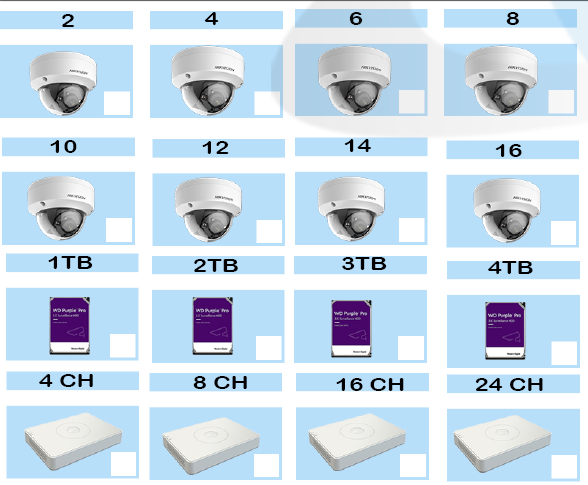 2 4 6 8
HIKVISION HIKVISION HIKVISION HIKVISION
10 12 14 16
HIKVISION HIKVISION HIKVISION HIKVISION
1TB 2TB 3TB 4TB
WD Purple Pro WD Purple Pro WD Purple Pro WD Purple Pro
4 CH 8 CH 16 CH 24 CH